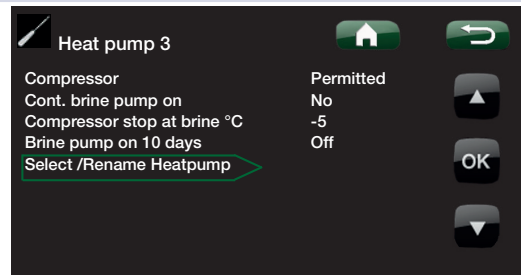 Heat pump 3
Compressor Permitted
Cont. brine pump on No
Compressor stop at brine °C -5
Brine pump on 10 days Off
Select /Rename Heatpump
OK